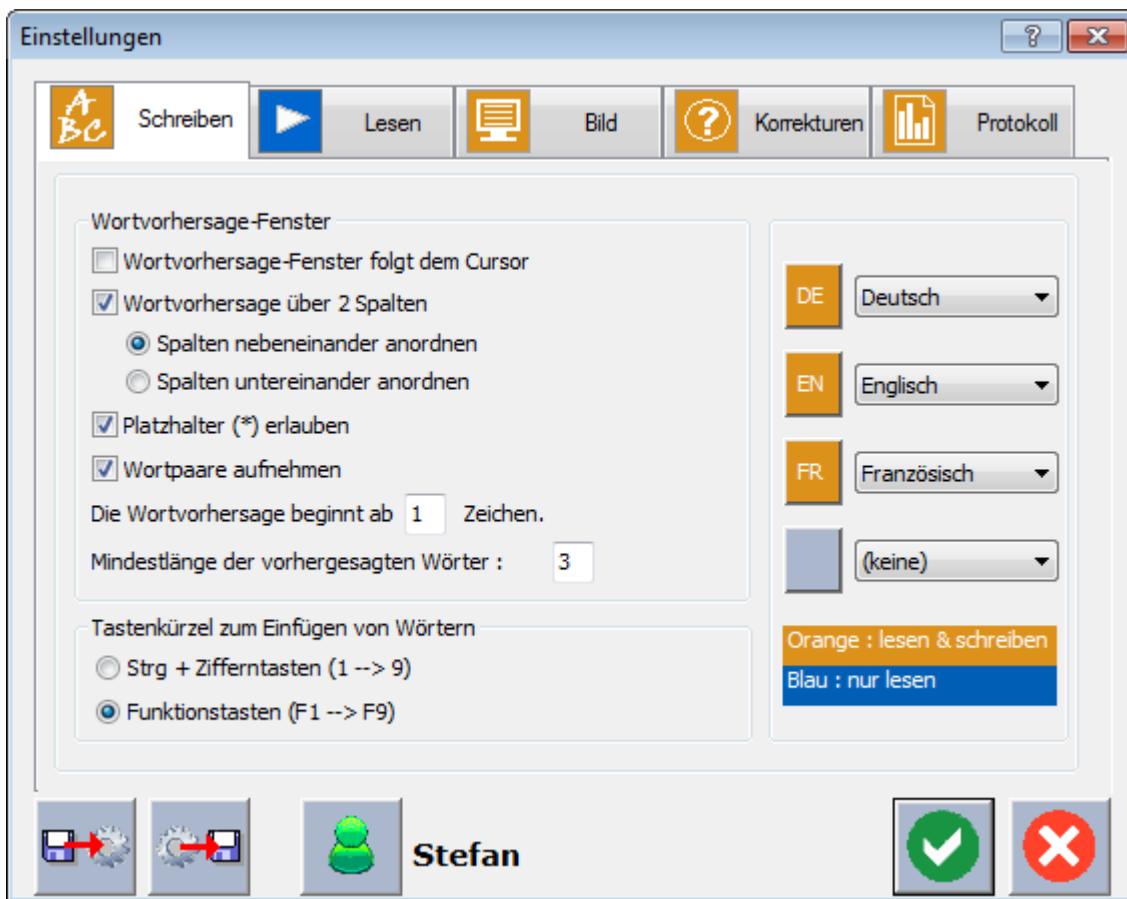 Einstellungen
ABC Schreiben
Lesen
Bild
? Korrekturen
Protokoll
Wortvorhersage-Fenster
Wortvorhersage-Fenster folgt dem Cursor
Wortvorhersage über 2 Spalten
Spalten nebeneinander anordnen
Spalten untereinander anordnen
Platzhalter (*) erlauben
Wortpaare aufnehmen
Die Wortvorhersage beginnt ab 1 Zeichen.
Mindestlänge der vorhergesagten Wörter : 3
Tastenkürzel zum Einfügen von Wörtern
Strg + Zifferntasten (1 --> 9)
Funktionstasten (F1 --> F9)
DE Deutsch
EN Englisch
FR Französisch
(keine)
Orange : lesen & schreiben
Blau : nur lesen
Stefan